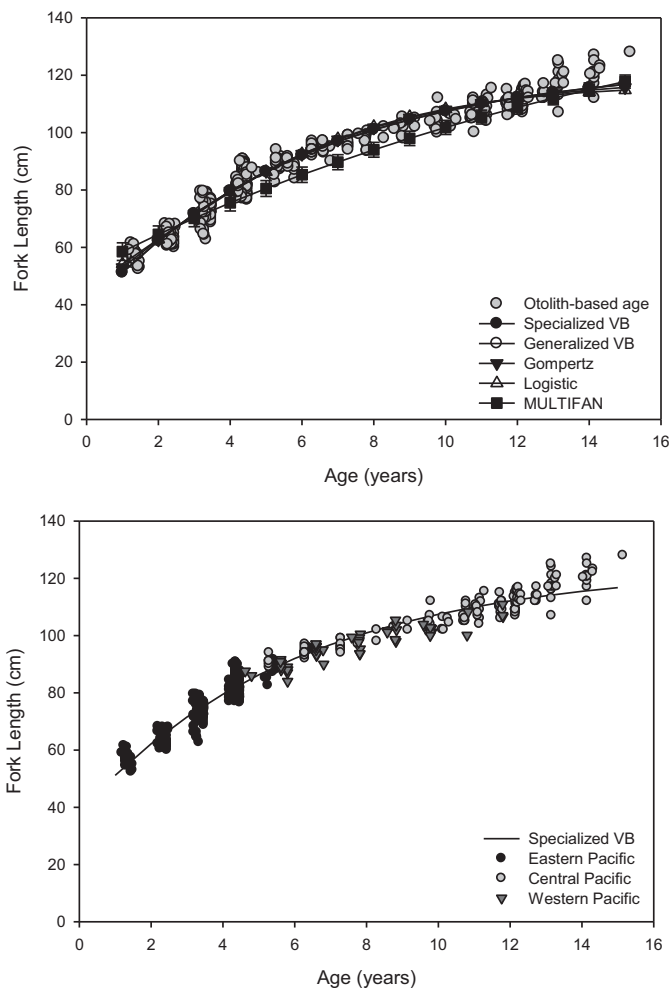 140
120
100
80
60
40
20
0
Fork Length (cm)
Otolith-based age
Specialized VB
Generalized VB
Gompertz
Logistic
MULTIFAN
0 2 4 6 8 10 12 14 16
Age (years)
140
120
100
80
60
40
20
0
Fork Length (cm)
Specialized VB
Eastern Pacific
Central Pacific
Western Pacific
0 2 4 6 8 10 12 14 16
Age (years)